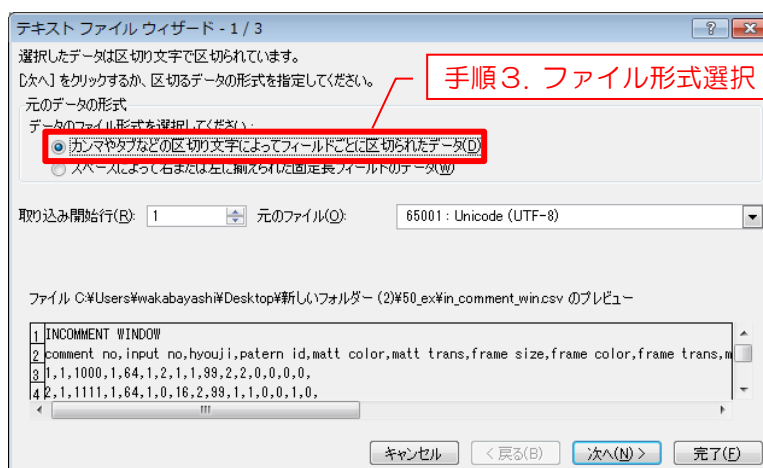 テキスト ファイル ウィザード - 1 / 3
選択したデータは区切り文字で区切られています。
[次へ] をクリックするか、区切るデータの形式を指定してください。
手順3. ファイル形式選択
元のデータの形式
データのファイル形式を選択してください:
カンマやタブなどの区切り文字によってフィールドごとに区切られたデータ(D)
スペースによって右または左に揃えられた固定長フィールドのデータ(W)
取り込み開始行(R): 1 元のファイル(O): 65001 : Unicode (UTF-8)
ファイル C:¥Users¥wakabayashi¥Desktop¥新しいフォルダー (2)¥50_ex¥in_comment_win.csv のプレビュー
1 INCOMMENT WINDOW
2 comment no,input no,hyouji,patern id,matt color,matt trans,frame size,frame color,frame trans,m
3 1,1,1000,1,64,1,2,1,1,99,2,2,0,0,0,0,
4 2,1,1111,1,64,1,0,16,2,99,1,1,0,0,1,0,
キャンセル < 戻る(B) 次へ(N) > 完了(F)